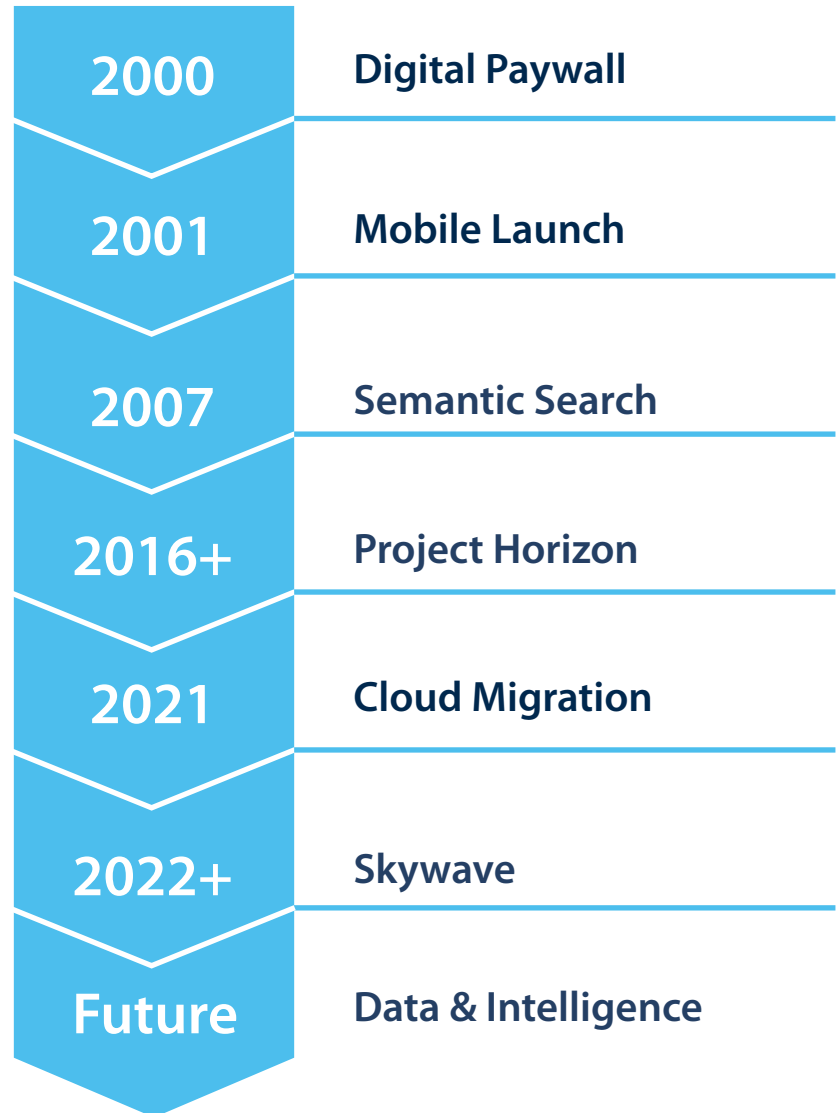 2000 Digital Paywall
2001 Mobile Launch
2007 Semantic Search
2016+ Project Horizon
2021 Cloud Migration
2022+ Skywave
Future Data & Intelligence